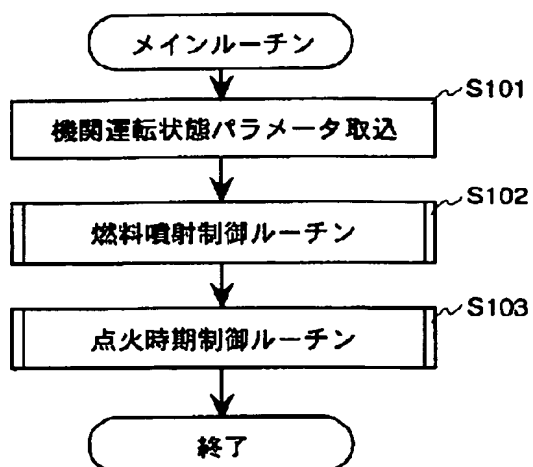 メインルーチン
S101
機関運転状態パラメータ取込
S102
燃料噴射制御ルーチン
S103
点火時期制御ルーチン
終了